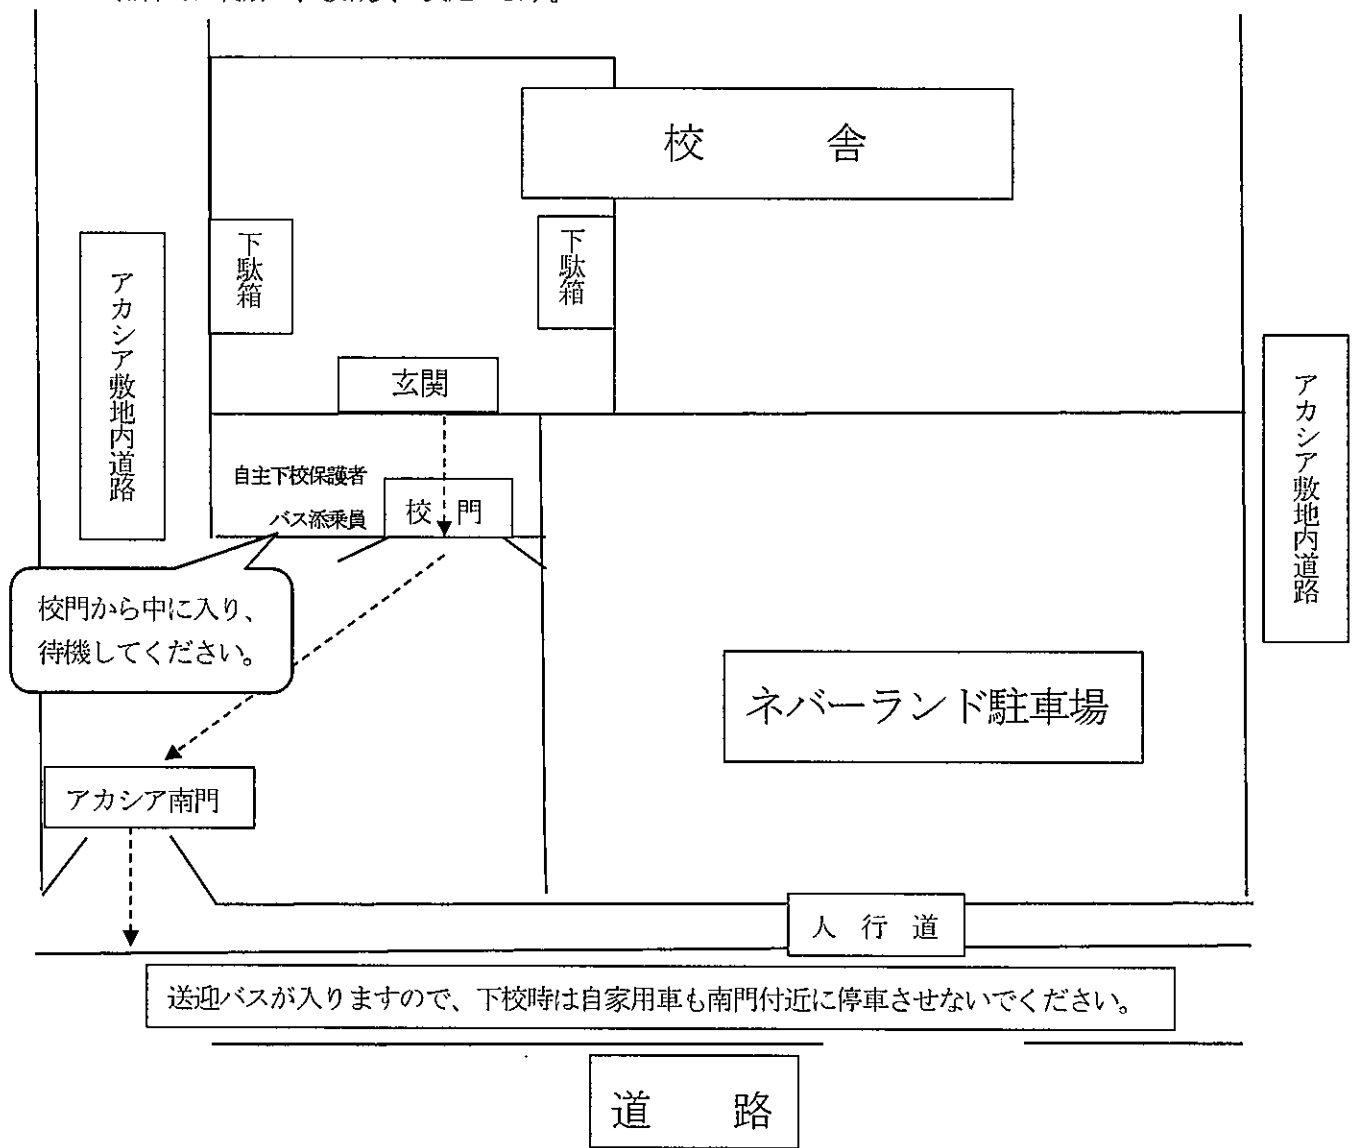 校　　舎
下駄箱
下駄箱
アカシア敷地内道路
玄関
アカシア敷地内道路
自主下校保護者
校　門
バス添乗員
校門から中に入り、
待機してください。
ネバーランド駐車場
アカシア南門
人　行　道
送迎バスが入りますので、下校時は自家用車も南門付近に停車させないでください。
道　　路